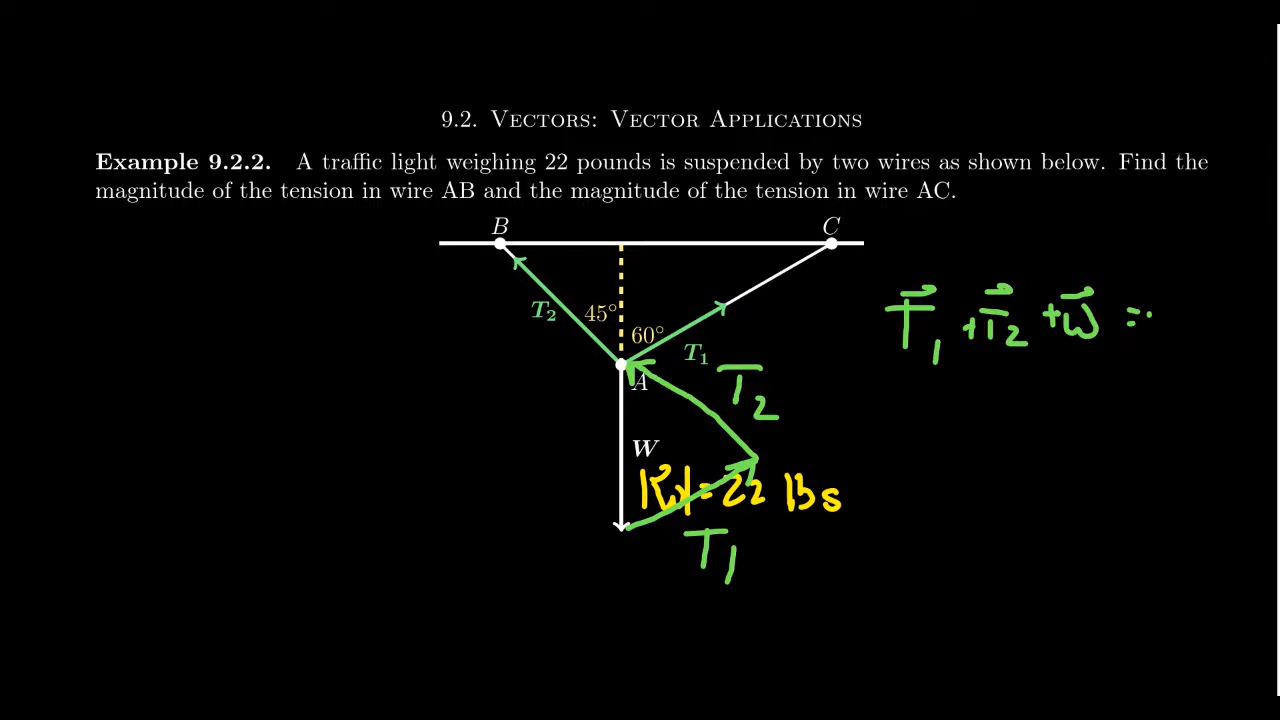 9.2. Vectors: Vector Applications
Example 9.2.2. A traffic light weighing 22 pounds is suspended by two wires as shown below. Find the
magnitude of the tension in wire AB and the magnitude of the tension in wire AC.
B
C
T₂
45°
60°
T₁
A
T₁ + T₂ + W =
T₂
W
|W| = 22 lbs
T₁